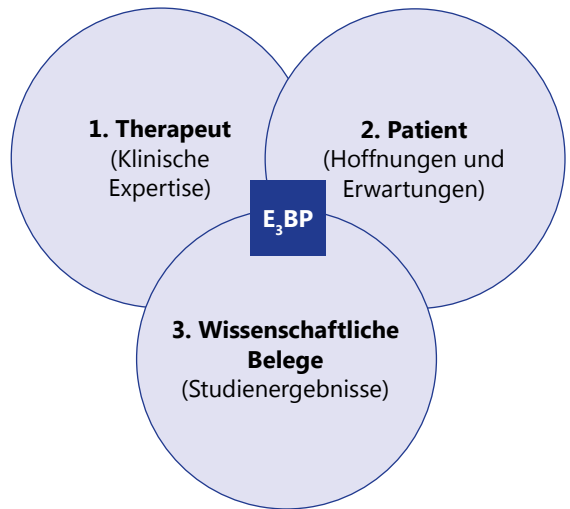 1. Therapeut
(Klinische
Expertise)
2. Patient
(Hoffnungen und
Erwartungen)
E₃BP
3. Wissenschaftliche
Belege
(Studienergebnisse)